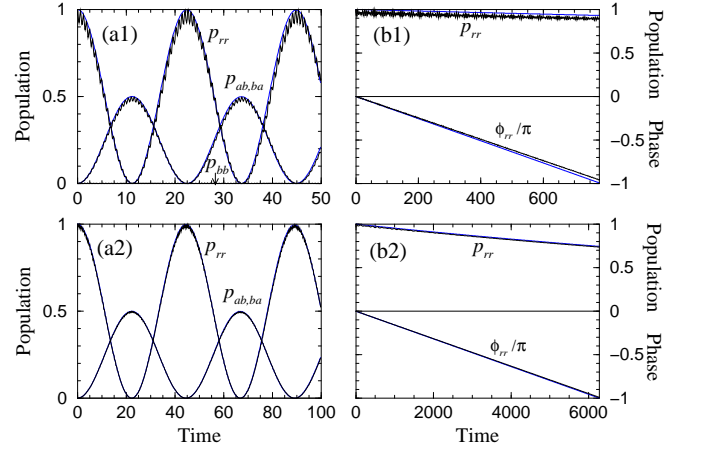 1
(a1)
p_rr
p_ab,ba
p_bb
0.5
0
Population
0 10 20 30 40 50
(b1)
p_rr
ϕ_rr/π
1
0.5
0
−0.5
−1
Population
Phase
0 200 400 600
1
(a2)
p_rr
p_ab,ba
0.5
0
Population
0 20 40 60 80 100
Time
(b2)
p_rr
ϕ_rr/π
1
0.5
0
−0.5
−1
Population
Phase
0 2000 4000 6000
Time